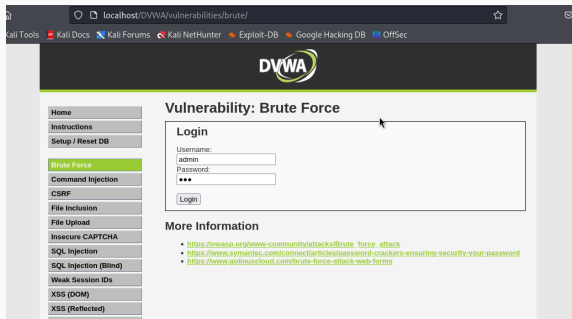 localhost/DVWA/vulnerabilities/brute/
Kali Tools Kali Docs Kali Forums Kali NetHunter Exploit-DB Google Hacking DB OffSec
DVWA
Home
Instructions
Setup / Reset DB
Brute Force
Command Injection
CSRF
File Inclusion
File Upload
Insecure CAPTCHA
SQL Injection
SQL Injection (Blind)
Weak Session IDs
XSS (DOM)
XSS (Reflected)
Vulnerability: Brute Force
Login
Username:
admin
Password:
•••
Login
More Information
https://owasp.org/www-community/attacks/Brute_force_attack
https://www.symantec.com/connect/articles/password-crackers-ensuring-security-your-password
https://www.golinuxcloud.com/brute-force-attack-web-forms